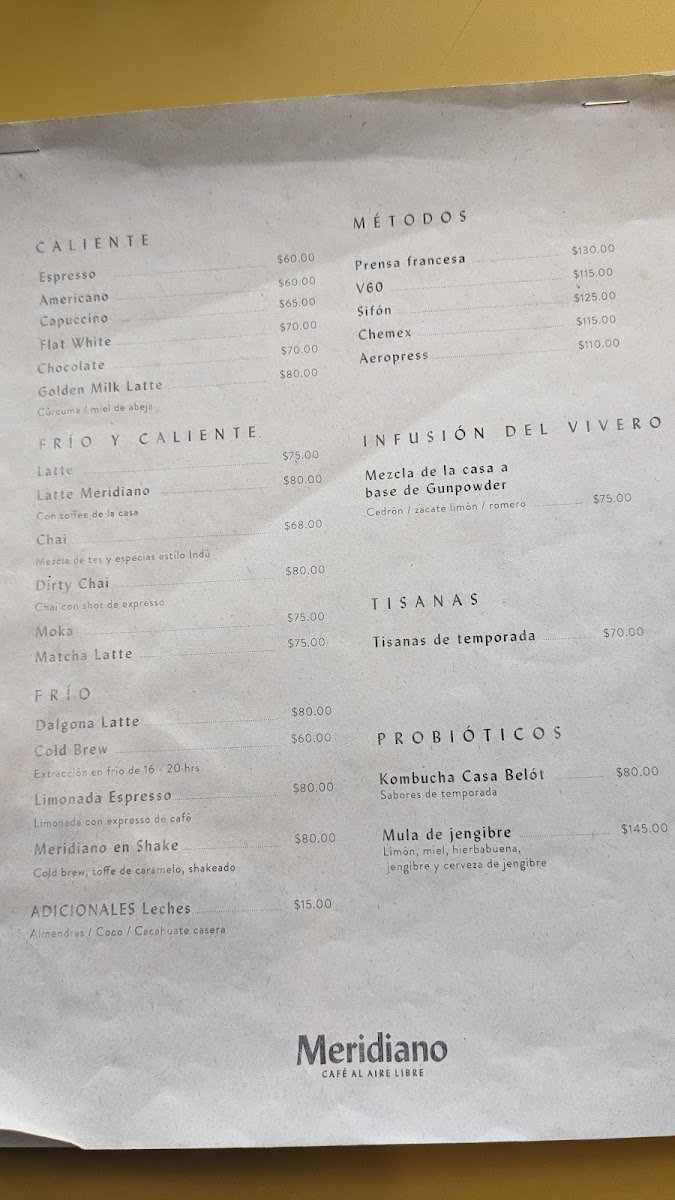 CALIENTE
Espresso $60.00
Americano $60.00
Capuccino $65.00
Flat White $70.00
Chocolate $70.00
Golden Milk Latte $80.00
Cúrcuma / miel de abeja
FRÍO Y CALIENTE
Latte $75.00
Latte Meridiano $80.00
Con toffee de la casa
Chai $68.00
Mezcla de tes y especias estilo Indú
Dirty Chai $80.00
Chai con shot de expresso
Moka $75.00
Matcha Latte $75.00
FRÍO
Dalgona Latte $80.00
Cold Brew $60.00
Extracción en frio de 16 - 20 hrs
Limonada Espresso $80.00
Limonada con expresso de café
Meridiano en Shake $80.00
Cold brew, toffe de caramelo, shakeado
ADICIONALES Leches $15.00
Almendras / Coco / Cacahuate casera
MÉTODOS
Prensa francesa $130.00
V60 $115.00
Sifón $125.00
Chemex $115.00
Aeropress $110.00
INFUSIÓN DEL VIVERO
Mezcla de la casa a
base de Gunpowder
Cedrón / zacate limón / romero $75.00
TISANAS
Tisanas de temporada $70.00
PROBIÓTICOS
Kombucha Casa Belót $80.00
Sabores de temporada
Mula de jengibre $145.00
Limón, miel, hierbabuena,
jengibre y cerveza de jengibre
Meridiano
CAFÉ AL AIRE LIBRE